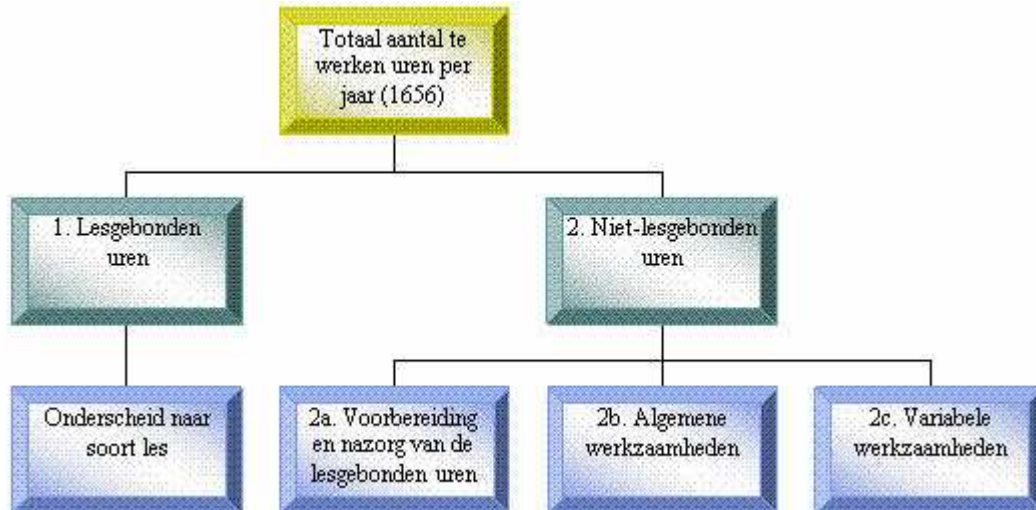 Totaal aantal te
werken uren per
jaar (1656)
1. Lesgebonden
uren
2. Niet-lesgebonden
uren
Onderscheid naar
soort les
2a. Voorbereiding
en nazorg van de
lesgebonden uren
2b. Algemene
werkzaamheden
2c. Variabele
werkzaamheden